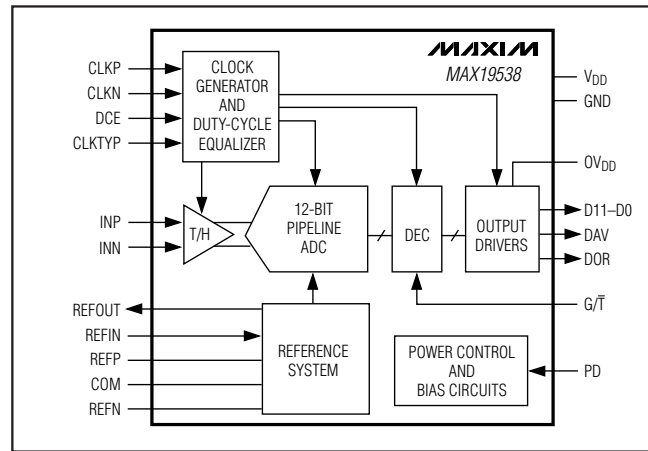 MAXIM
MAX19538
CLKP
CLKN
DCE
CLKTYP
CLOCK
GENERATOR
AND
DUTY-CYCLE
EQUALIZER
VDD
GND
OVDD
INP
INN
T/H
12-BIT
PIPELINE
ADC
DEC
OUTPUT
DRIVERS
D11–D0
DAV
DOR
G/T̅
REFOUT
REFIN
REFP
COM
REFN
REFERENCE
SYSTEM
POWER CONTROL
AND
BIAS CIRCUITS
PD